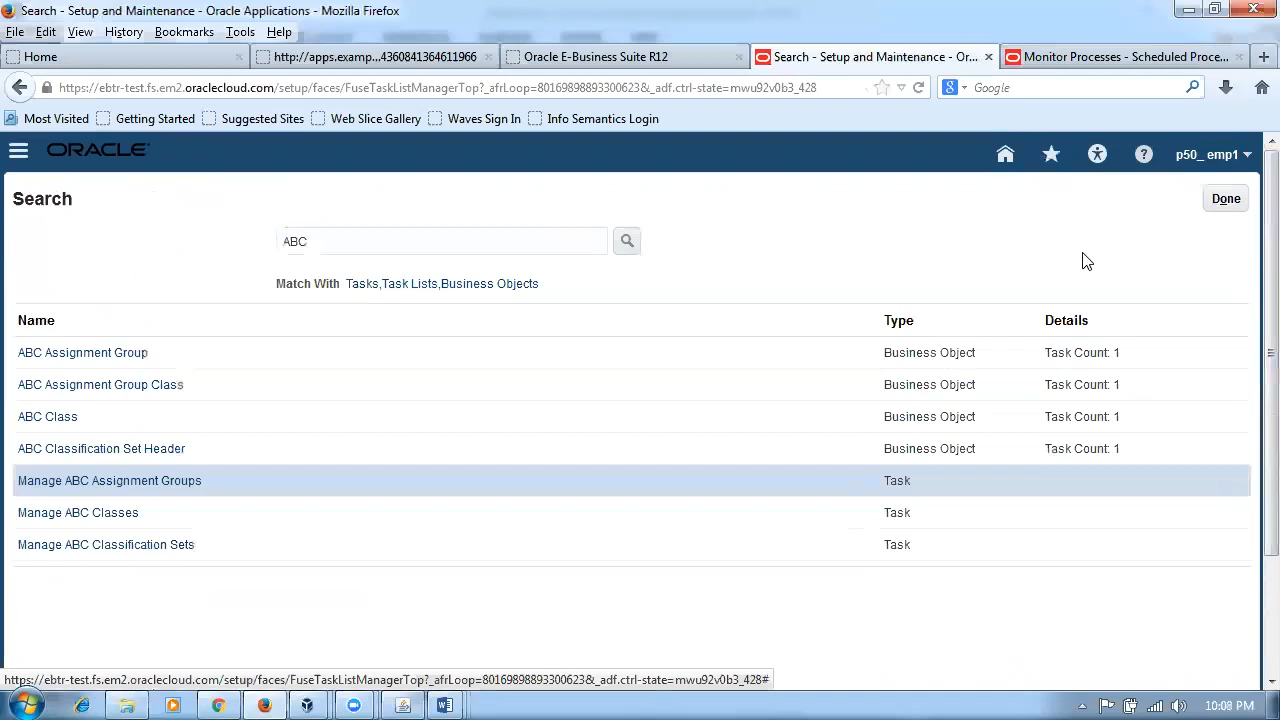 Search - Setup and Maintenance - Oracle Applications - Mozilla Firefox
File Edit View History Bookmarks Tools Help
Home http://apps.examp...4360841364611966 Oracle E-Business Suite R12 Search - Setup and Maintenance - Or... Monitor Processes - Scheduled Proce...
https://ebtr-test.fs.em2.oraclecloud.com/setup/faces/FuseTaskListManagerTop?_afrLoop=80169898893300623&_adf.ctrl-state=mwu92v0b3_428 Google
Most Visited Getting Started Suggested Sites Web Slice Gallery Waves Sign In Info Semantics Information
ORACLE p50_ emp1
Search Done
ABC
Match With Tasks,Task Lists,Business Objects
Name Type Details
ABC Assignment Group Business Object Task Count: 1
ABC Assignment Group Class Business Object Task Count: 1
ABC Class Business Object Task Count: 1
ABC Classification Set Header Business Object Task Count: 1
Manage ABC Assignment Groups Task
Manage ABC Classes Task
Manage ABC Classification Sets Task
https://ebtr-test.fs.em2.oraclecloud.com/setup/faces/FuseTaskListManagerTop?_afrLoop=80169898893300623&_adf.ctrl-state=mwu92v0b3_428#
10:08 PM